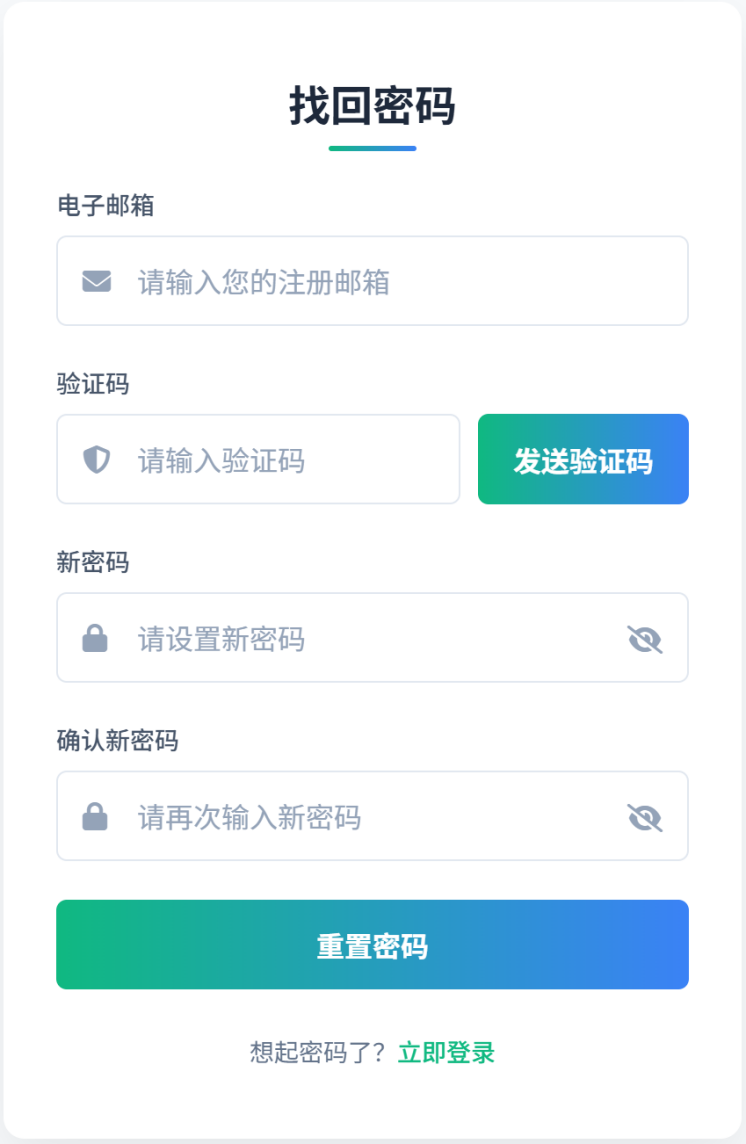 找回密码
电子邮箱
请输入您的注册邮箱
验证码
请输入验证码
发送验证码
新密码
请设置新密码
确认新密码
请再次输入新密码
重置密码
想起密码了？立即登录